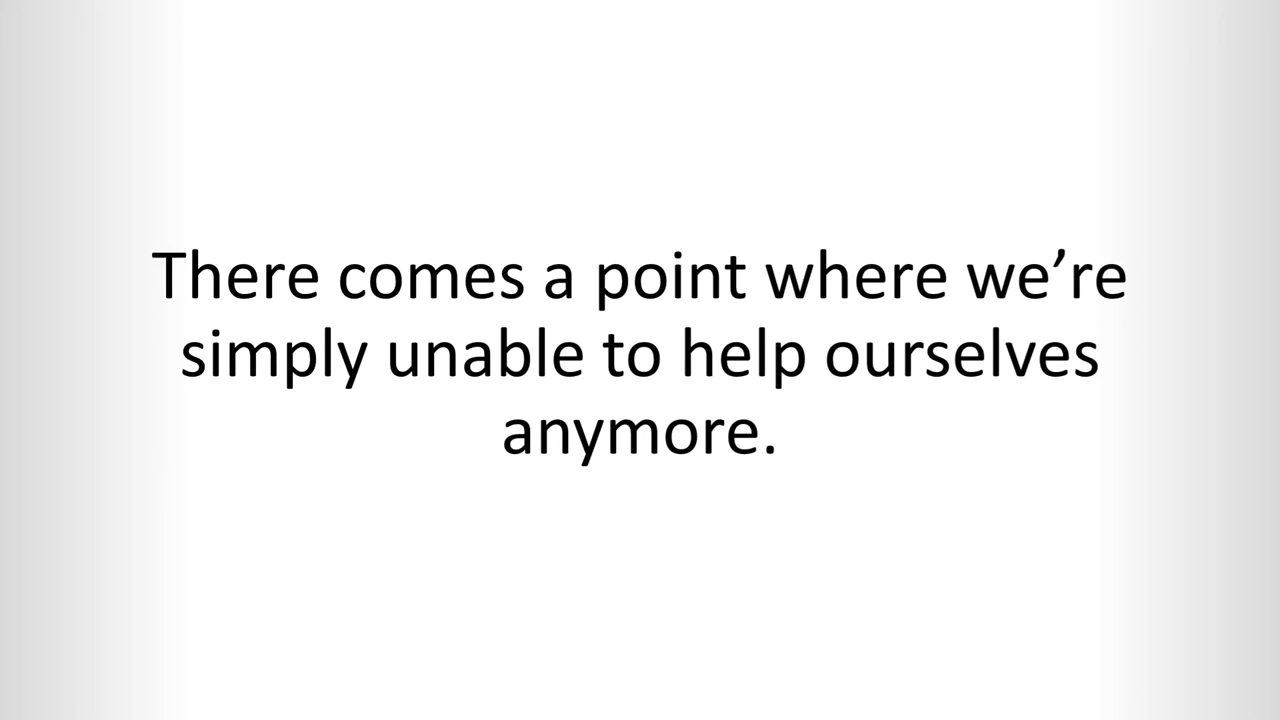 There comes a point where we’re
simply unable to help ourselves
anymore.